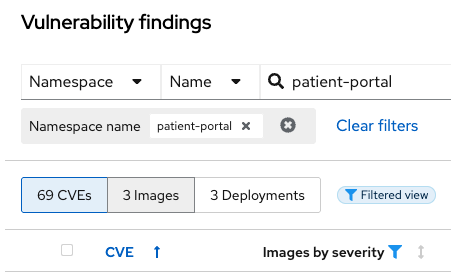 Vulnerability findings
Namespace Name patient-portal
Namespace name patient-portal Clear filters
69 CVEs 3 Images 3 Deployments Filtered view
CVE Images by severity